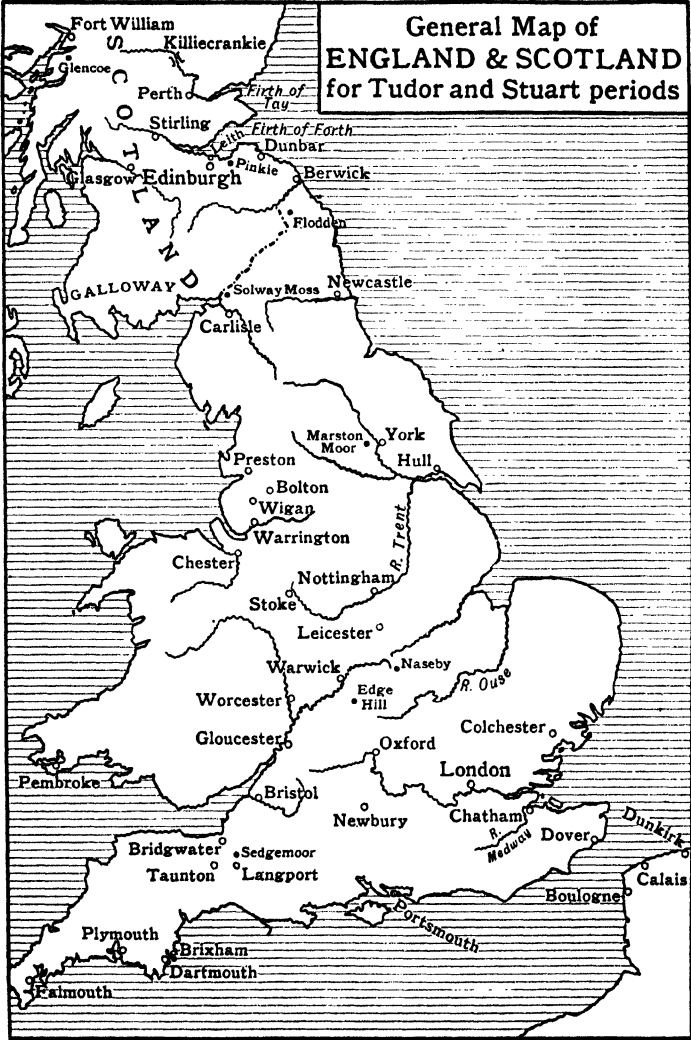 General Map of
ENGLAND & SCOTLAND
for Tudor and Stuart periods
Fort William
Killiecrankie
Glencoe
SCOTLAND
Perth
Firth of
Tay
Stirling
Leith
Firth of Forth
Dunbar
Pinkie
Glasgow
Edinburgh
Berwick
Flodden
GALLOWAY
Solway Moss
Newcastle
Carlisle
Marston
Moor
York
Hull
Preston
Bolton
Wigan
Warrington
R. Trent
Chester
Nottingham
Stoke
Leicester
Warwick
Naseby
R. Ouse
Edge
Hill
Worcester
Gloucester
Colchester
Oxford
London
Pembroke
Bristol
Newbury
Chatham
R.
Medway
Dover
Dunkirk
Bridgwater
Sedgemoor
Taunton
Langport
Calais
Boulogne
Portsmouth
Plymouth
Brixham
Dartmouth
Falmouth